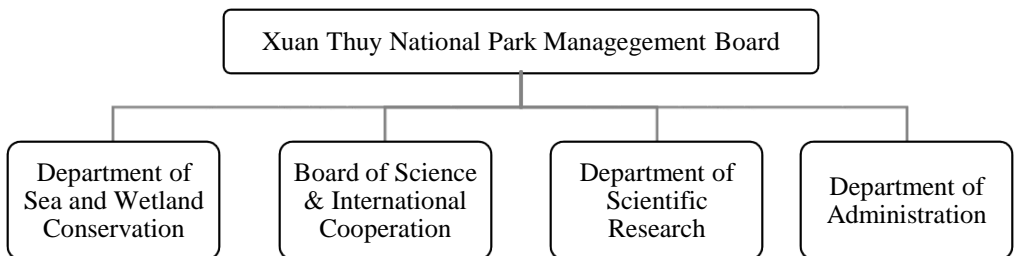 Xuan Thuy National Park Managegement Board
Department of
Sea and Wetland
Conservation
Board of Science
& International
Cooperation
Department of
Scientific
Research
Department of
Administration